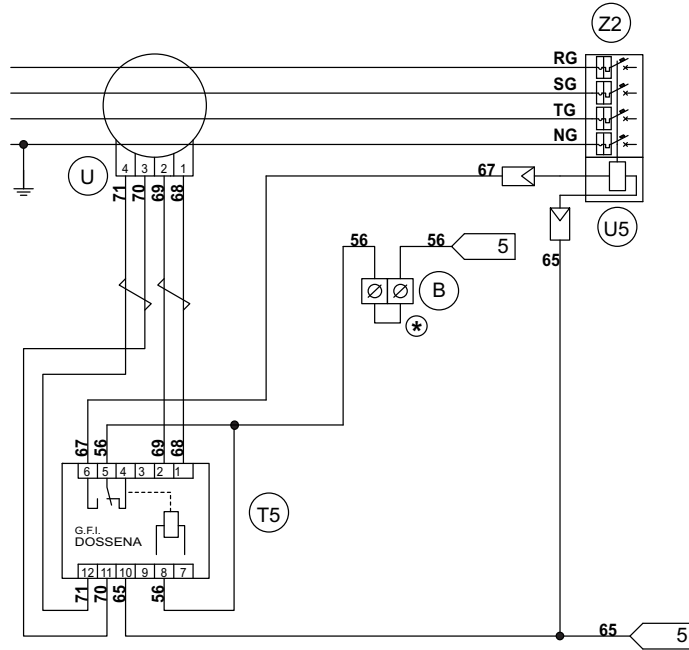 Z2
RG
SG
TG
NG
4 3 2 1
U
71 70 69 68
67
U5
65
56 56 5
B
*
67 56 69 68
6 5 4 3 2 1
T5
G.F.I.
DOSSENA
12 11 10 9 8 7
71 70 65 56
65 5